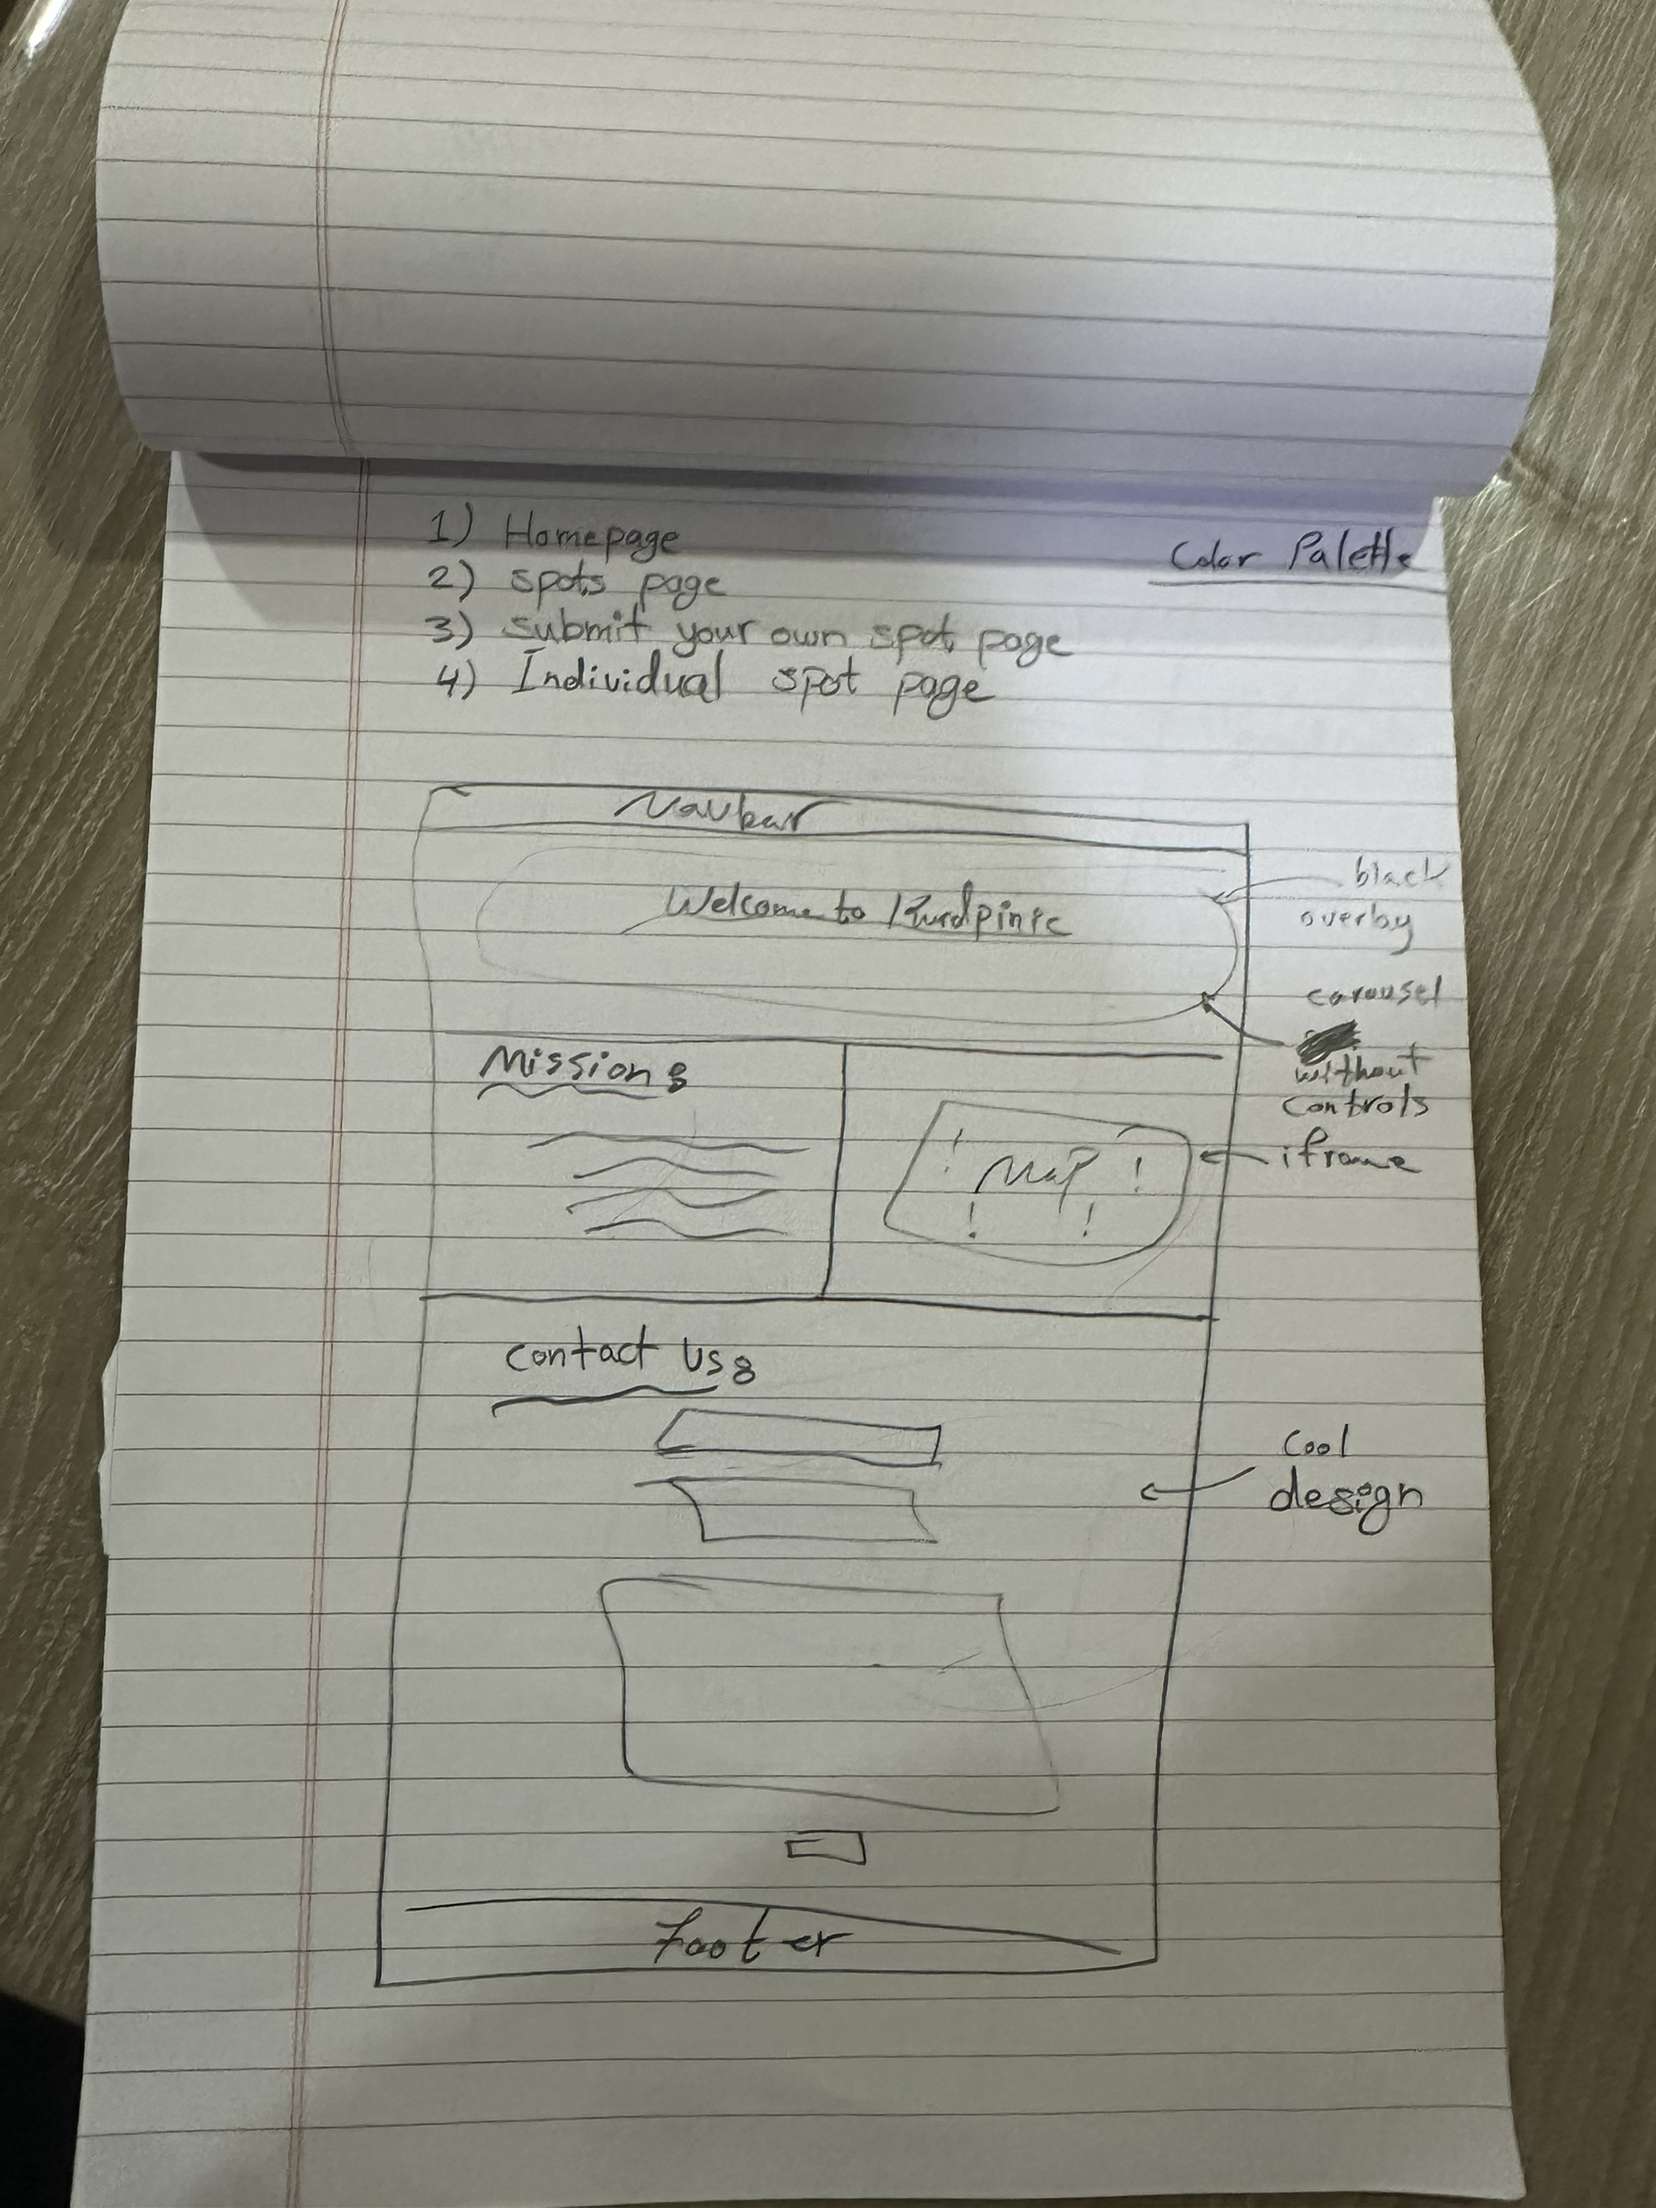 1) Homepage
2) spots page
3) submit your own spot page
4) Individual spot page
Color Palette
Navbar
Welcome to Kurdpinic
black
overlay
carousel
without
controls
Mission:
Map
iframe
Contact Us:
Cool
design
Footer